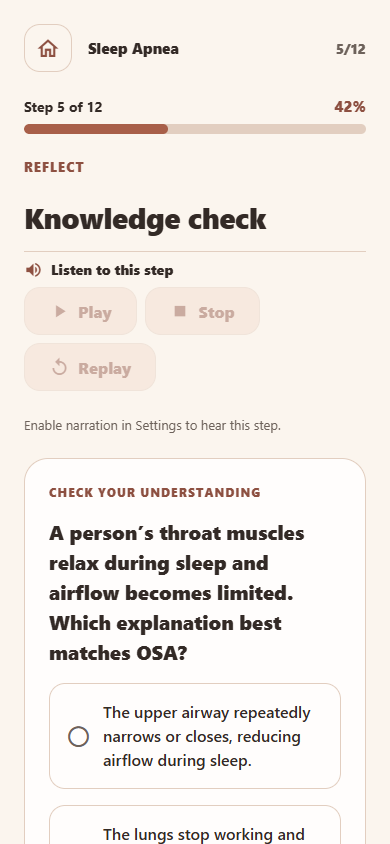 Sleep Apnea
5/12
Step 5 of 12
42%
REFLECT
Knowledge check
Listen to this step
Play
Stop
Replay
Enable narration in Settings to hear this step.
CHECK YOUR UNDERSTANDING
A person's throat muscles
relax during sleep and
airflow becomes limited.
Which explanation best
matches OSA?
The upper airway repeatedly
narrows or closes, reducing
airflow during sleep.
The lungs stop working and